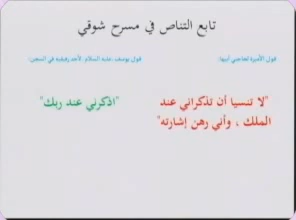 تابع التناص في مسرح شوقي
قول الأميرة لحاجبي أبيها:
قول يوسف عليه السلام لأحد رفيقيه في السجن:
"لا تنسيا أن تذكراني عند
الملك ، وأني رهن إشارته"
"اذكرني عند ربك"